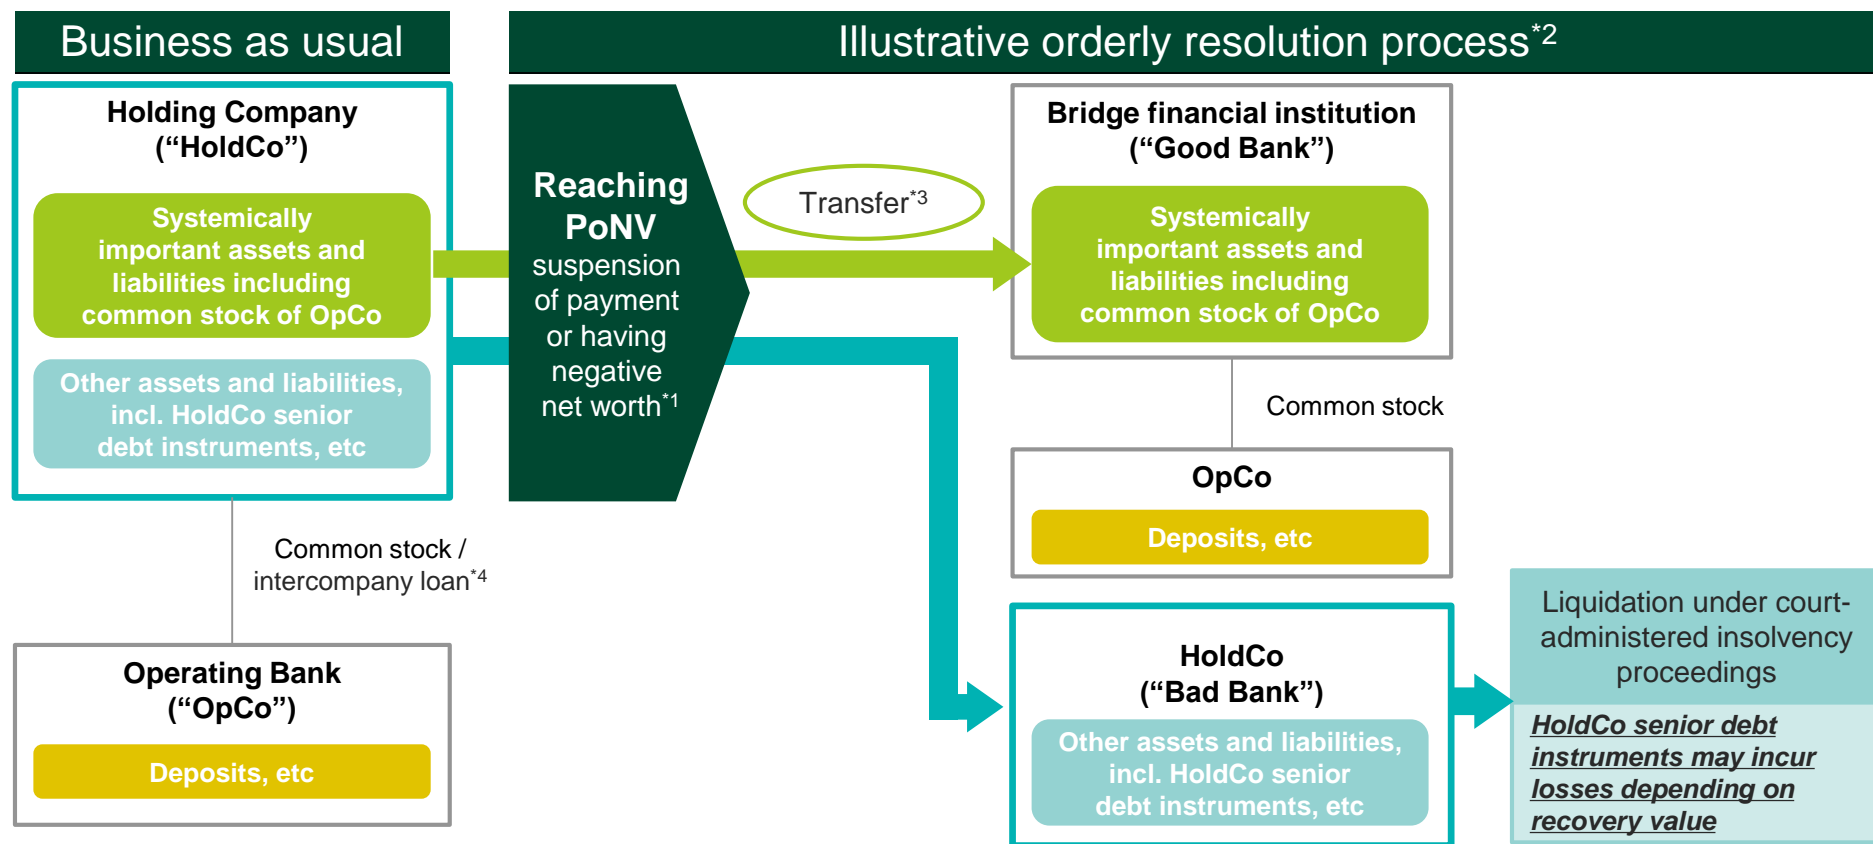 Business as usual
Illustrative orderly resolution process*2
Holding Company
(“HoldCo”)
Systemically
important assets and
liabilities including
common stock of OpCo
Other assets and liabilities,
incl. HoldCo senior
debt instruments, etc
Common stock /
intercompany loan*4
Operating Bank
(“OpCo”)
Deposits, etc
Reaching
PoNV
suspension
of payment
or having
negative
net worth*1
Transfer*3
Bridge financial institution
(“Good Bank”)
Systemically
important assets and
liabilities including
common stock of OpCo
Common stock
OpCo
Deposits, etc
HoldCo
(“Bad Bank”)
Other assets and liabilities,
incl. HoldCo senior
debt instruments, etc
Liquidation under court-
administered insolvency
proceedings
HoldCo senior debt
instruments may incur
losses depending on
recovery value